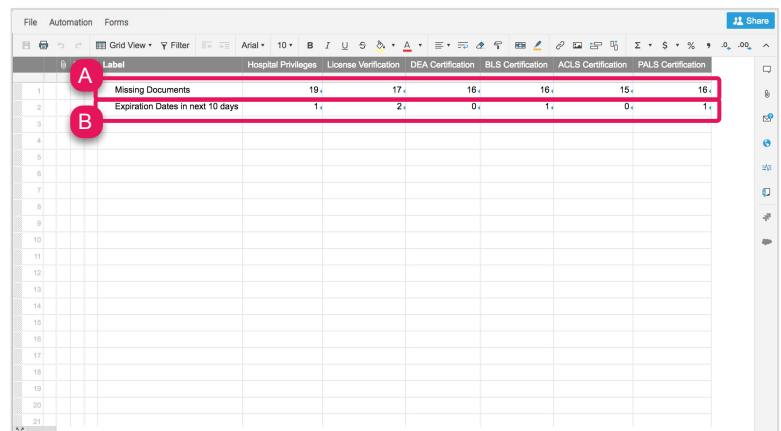 File Automation Forms Share
Grid View Filter Arial 10 B I U S A Σ $ % , .0 .00
Label Hospital Privileges License Verification DEA Certification BLS Certification ACLS Certification PALS Certification
A
1 Missing Documents 19 17 16 16 15 16
2 Expiration Dates in next 10 days 1 2 0 1 0 1
B
3
4
5
6
7
8
9
10
11
12
13
14
15
16
17
18
19
20
21